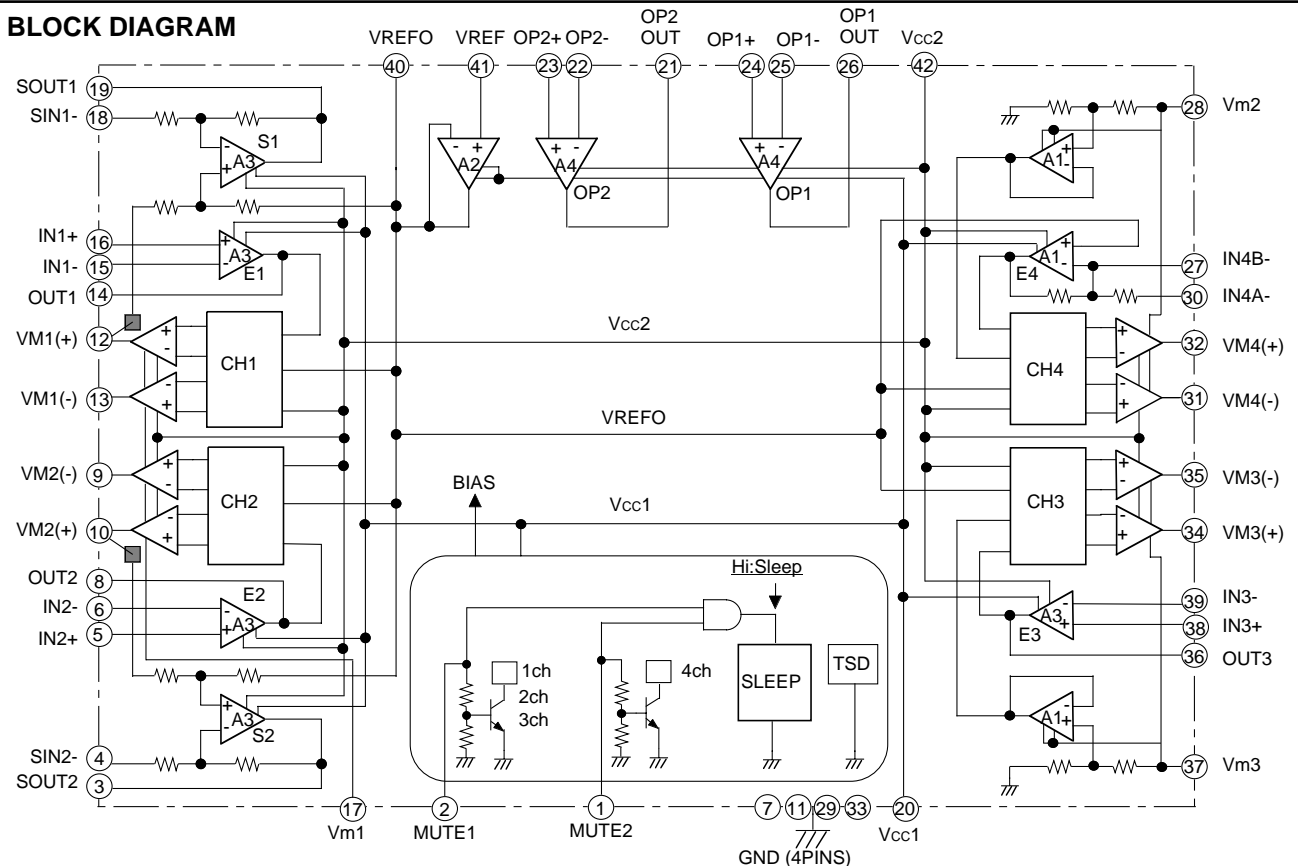 BLOCK DIAGRAM
VREFO VREF OP2+ OP2- OP2 OUT OP1+ OP1- OP1 OUT Vcc2
40 41 23 22 21 24 25 26 42
SOUT1 19
SIN1- 18
- + A3 S1
- + A2
+ - A4 OP2
+ - A4 OP1
28 Vm2
A1 + -
IN1+ 16
IN1- 15
OUT1 14
+ - A3 E1
E4 A1 + -
27 IN4B-
30 IN4A-
VM1(+) 12
VM1(-) 13
+ -
- +
CH1
Vcc2
CH4
+ -
- +
32 VM4(+)
31 VM4(-)
VREFO
VM2(-) 9
VM2(+) 10
+ -
- +
CH2
BIAS
Vcc1
CH3
+ -
- +
35 VM3(-)
34 VM3(+)
OUT2 8
IN2- 6
IN2+ 5
E2
- + A3
Hi:Sleep
E3 A3 - +
39 IN3-
38 IN3+
36 OUT3
1ch
2ch
3ch
4ch
SLEEP
TSD
+ - A3 S2
A1 - +
SIN2- 4
SOUT2 3
37 Vm3
17 2 1 7 11 29 33 20
Vm1 MUTE1 MUTE2 Vcc1
GND (4PINS)